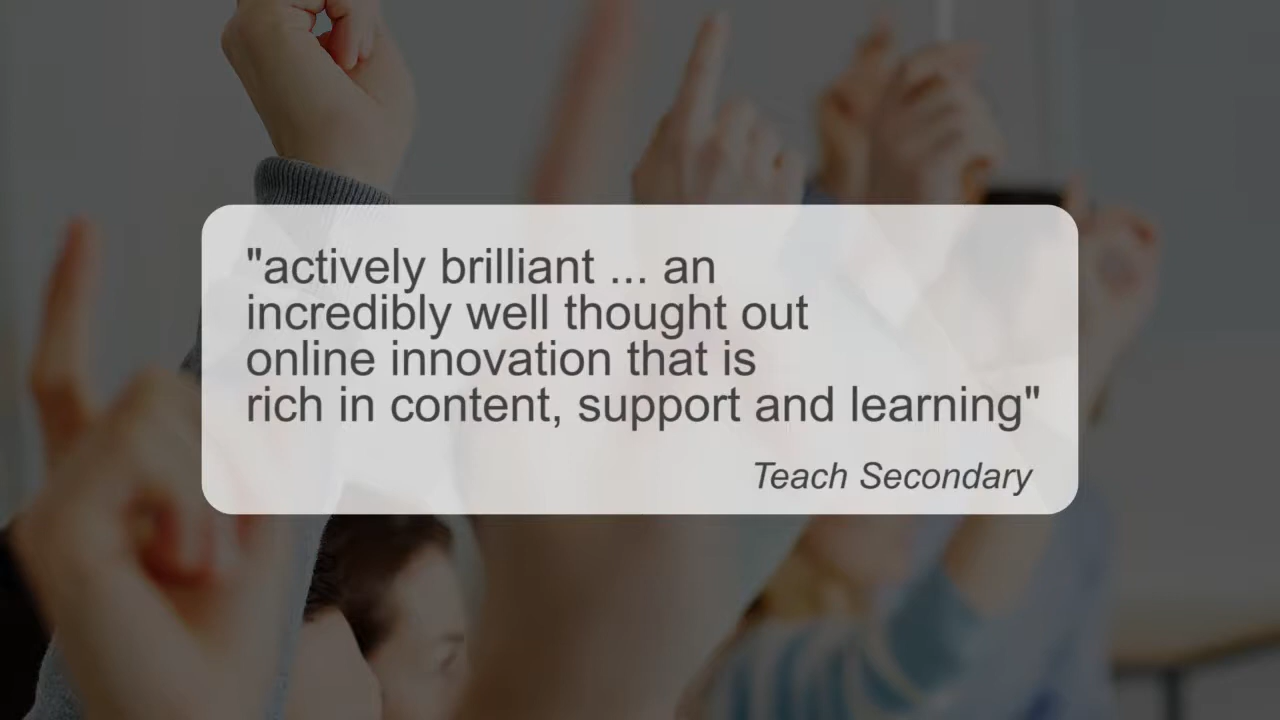 "actively brilliant ... an
incredibly well thought out
online innovation that is
rich in content, support and learning"
Teach Secondary